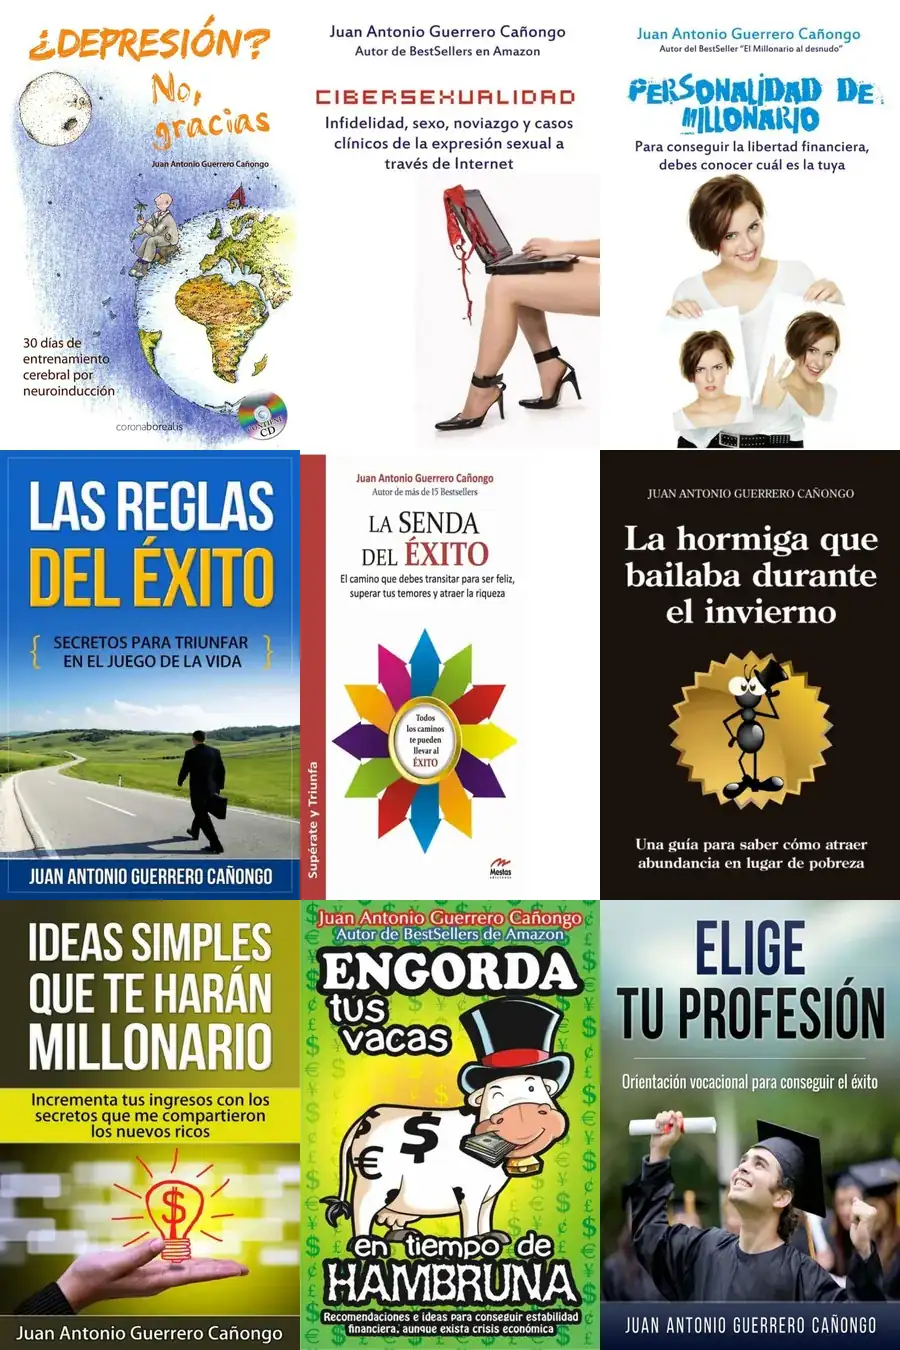 ¿DEPRESIÓN?
No,
gracias
Juan Antonio Guerrero Cañongo
30 días de
entrenamiento
cerebral por
neuroinducción
coronaborealis
CONTIENE
CD
Juan Antonio Guerrero Cañongo
Autor de BestSellers en Amazon
CIBERSEXUALIDAD
Infidelidad, sexo, noviazgo y casos
clínicos de la expresión sexual a
través de Internet
Juan Antonio Guerrero Cañongo
Autor del BestSeller "El Millonario al desnudo"
PERSONALIDAD DE
MILLONARIO
Para conseguir la libertad financiera,
debes conocer cuál es la tuya
LAS REGLAS
DEL ÉXITO
{ SECRETOS PARA TRIUNFAR }
EN EL JUEGO DE LA VIDA
JUAN ANTONIO GUERRERO CAÑONGO
Supérate y Triunfa
Juan Antonio Guerrero Cañongo
Autor de más de 15 Bestsellers
LA SENDA
DEL ÉXITO
El camino que debes transitar para ser feliz,
superar tus temores y atraer la riqueza
Todos
los caminos
te pueden
llevar al
ÉXITO
Mestas
ediciones
JUAN ANTONIO GUERRERO CAÑONGO
La hormiga que
bailaba durante
el invierno
Una guía para saber cómo atraer
abundancia en lugar de pobreza
IDEAS SIMPLES
QUE TE HARÁN
MILLONARIO
Incrementa tus ingresos con los
secretos que me compartieron
los nuevos ricos
$
Juan Antonio Guerrero Cañongo
Juan Antonio Guerrero Cañongo
Autor de BestSellers de Amazon
ENGORDA
tus
vacas
$
€
en tiempo de
HAMBRUNA
Recomendaciones e ideas para conseguir estabilidad
financiera, aunque exista crisis económica
ELIGE
TU PROFESIÓN
Orientación vocacional para conseguir el éxito
JUAN ANTONIO GUERRERO CAÑONGO